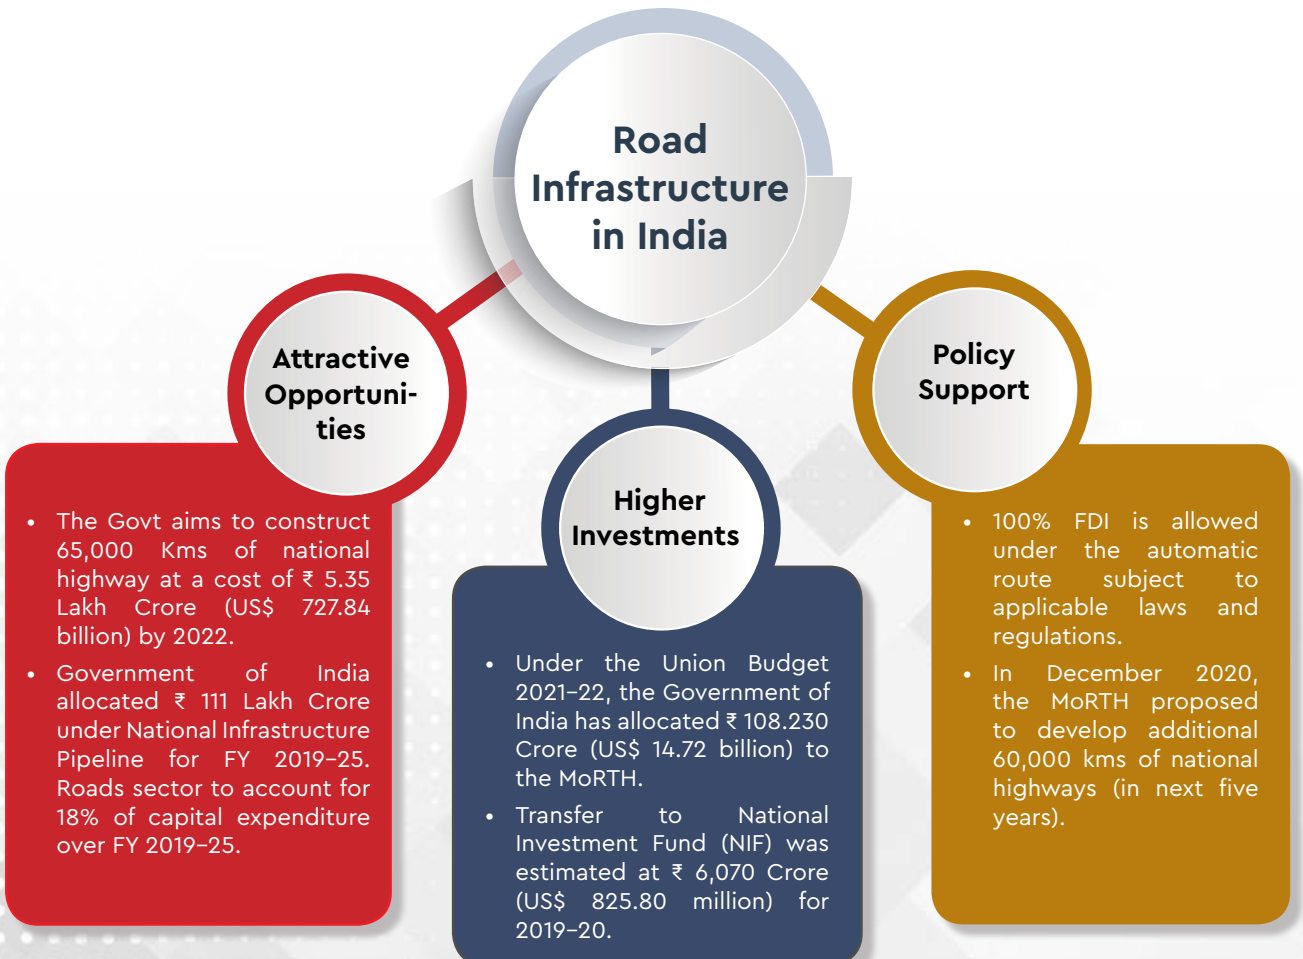 Road
Infrastructure
in India
Attractive
Opportuni-
ties
• The Govt aims to construct
65,000 Kms of national
highway at a cost of ₹ 5.35
Lakh Crore (US$ 727.84
billion) by 2022.
• Government of India
allocated ₹ 111 Lakh Crore
under National Infrastructure
Pipeline for FY 2019-25.
Roads sector to account for
18% of capital expenditure
over FY 2019-25.
Higher
Investments
• Under the Union Budget
2021-22, the Government of
India has allocated ₹ 108.230
Crore (US$ 14.72 billion) to
the MoRTH.
• Transfer to National
Investment Fund (NIF) was
estimated at ₹ 6,070 Crore
(US$ 825.80 million) for
2019-20.
Policy
Support
• 100% FDI is allowed
under the automatic
route subject to
applicable laws and
regulations.
• In December 2020,
the MoRTH proposed
to develop additional
60,000 kms of national
highways (in next five
years).